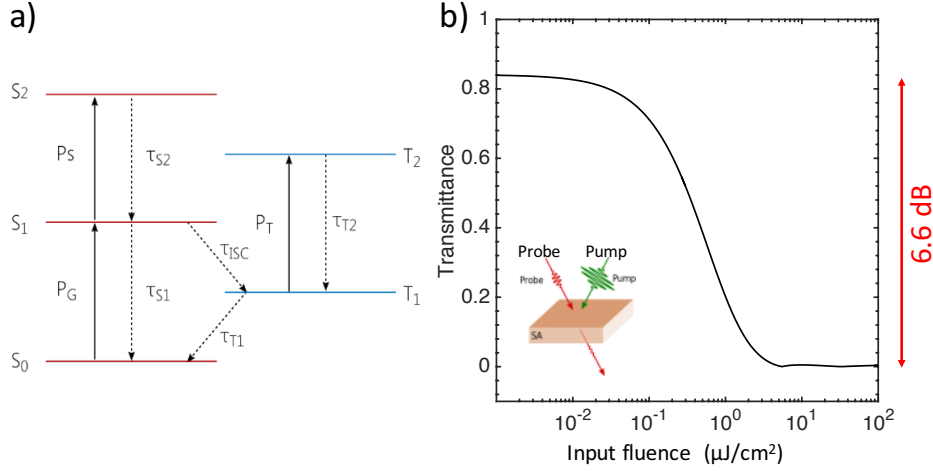 a)
S2
PS
τS2
T2
S1
τISC
PT
τT2
PG
τS1
T1
τT1
S0
b)
1
0.8
0.6
0.4
0.2
0
Transmittance
10-2
10-1
100
101
102
Input fluence (μJ/cm2)
Probe
Pump
Probe
Pump
SA
6.6 dB